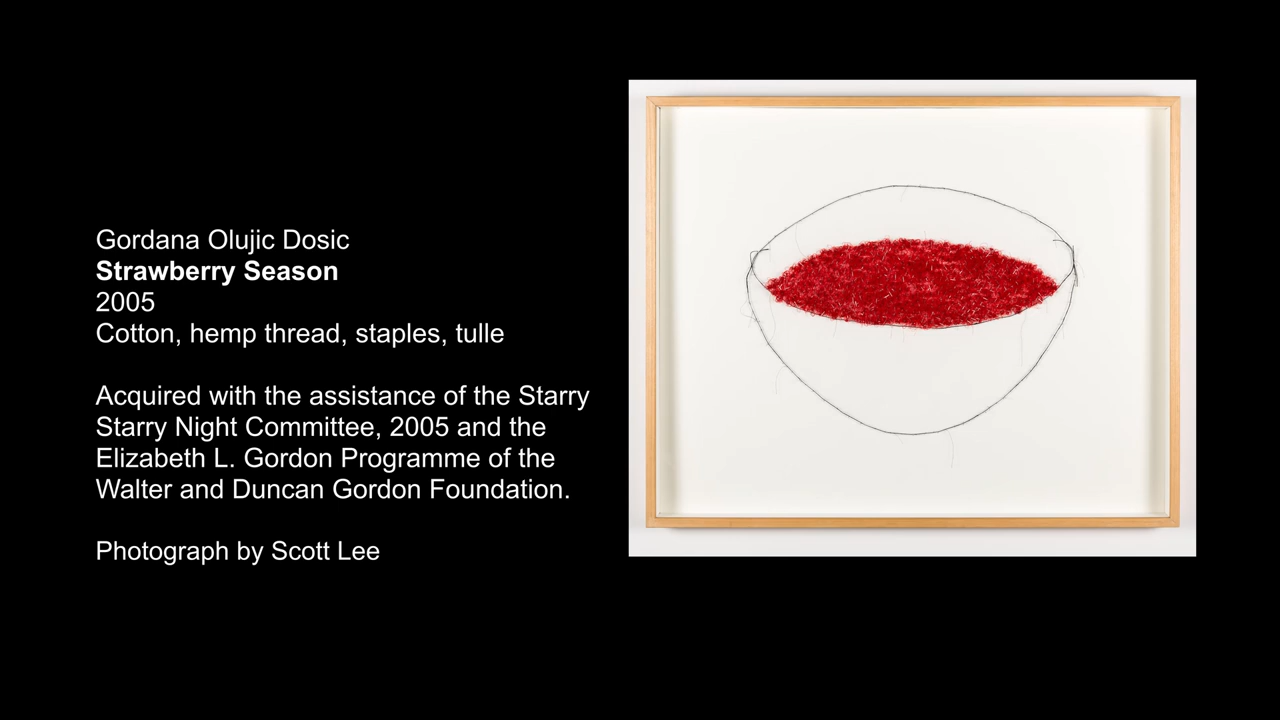 Gordana Olujic Dosic
Strawberry Season
2005
Cotton, hemp thread, staples, tulle
Acquired with the assistance of the Starry
Starry Night Committee, 2005 and the
Elizabeth L. Gordon Programme of the
Walter and Duncan Gordon Foundation.
Photograph by Scott Lee